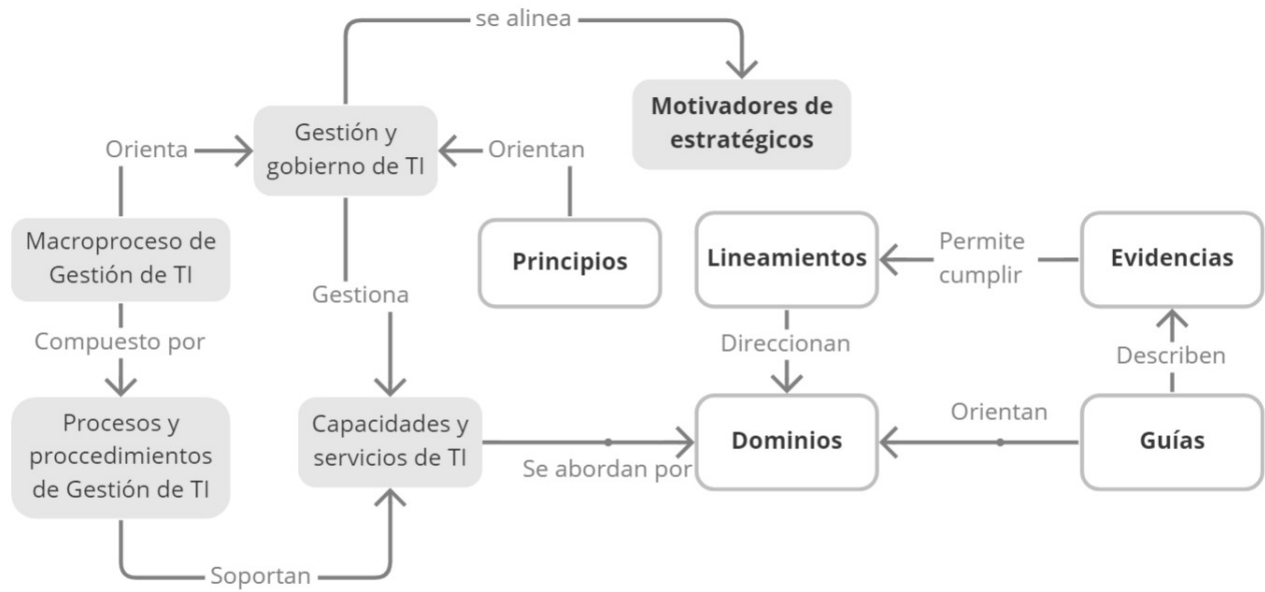 se alinea
Motivadores de
estratégicos
Gestión y
gobierno de TI
Orienta
Orientan
Macroproceso de
Gestión de TI
Principios
Lineamientos
Permite
cumplir
Evidencias
Gestiona
Compuesto por
Direccionan
Describen
Procesos y
proccedimientos
de Gestión de TI
Capacidades y
servicios de TI
Se abordan por
Dominios
Orientan
Guías
Soportan